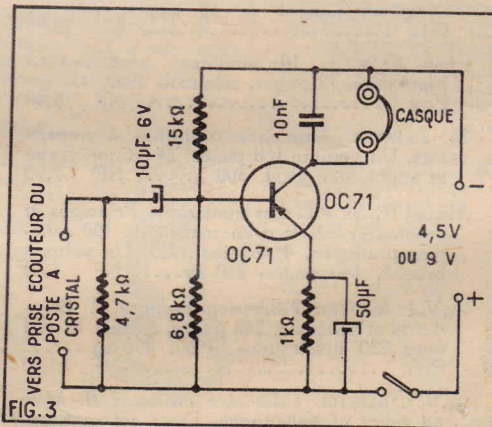 FIG.3
VERS PRISE ECOUTEUR DU
POSTE A
CRISTAL
10µF-6V
4,7kΩ
15kΩ
6,8kΩ
OC71
OC71
10nF
CASQUE
1kΩ
50µF
-
4,5V
OU 9 V
+